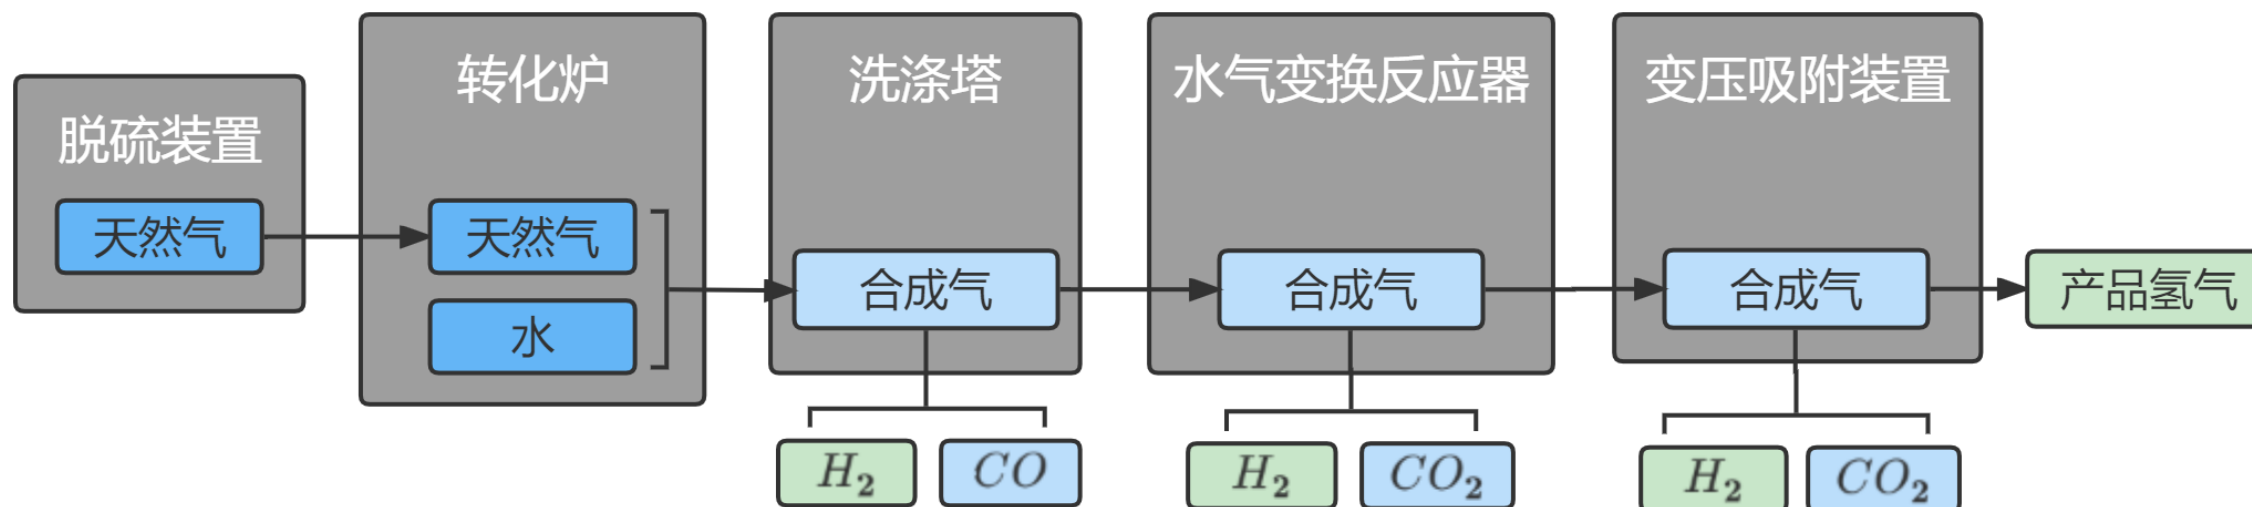 脱硫装置
天然气
转化炉
天然气
水
洗涤塔
合成气
H₂
CO
水气变换反应器
合成气
H₂
CO₂
变压吸附装置
合成气
H₂
CO₂
产品氢气